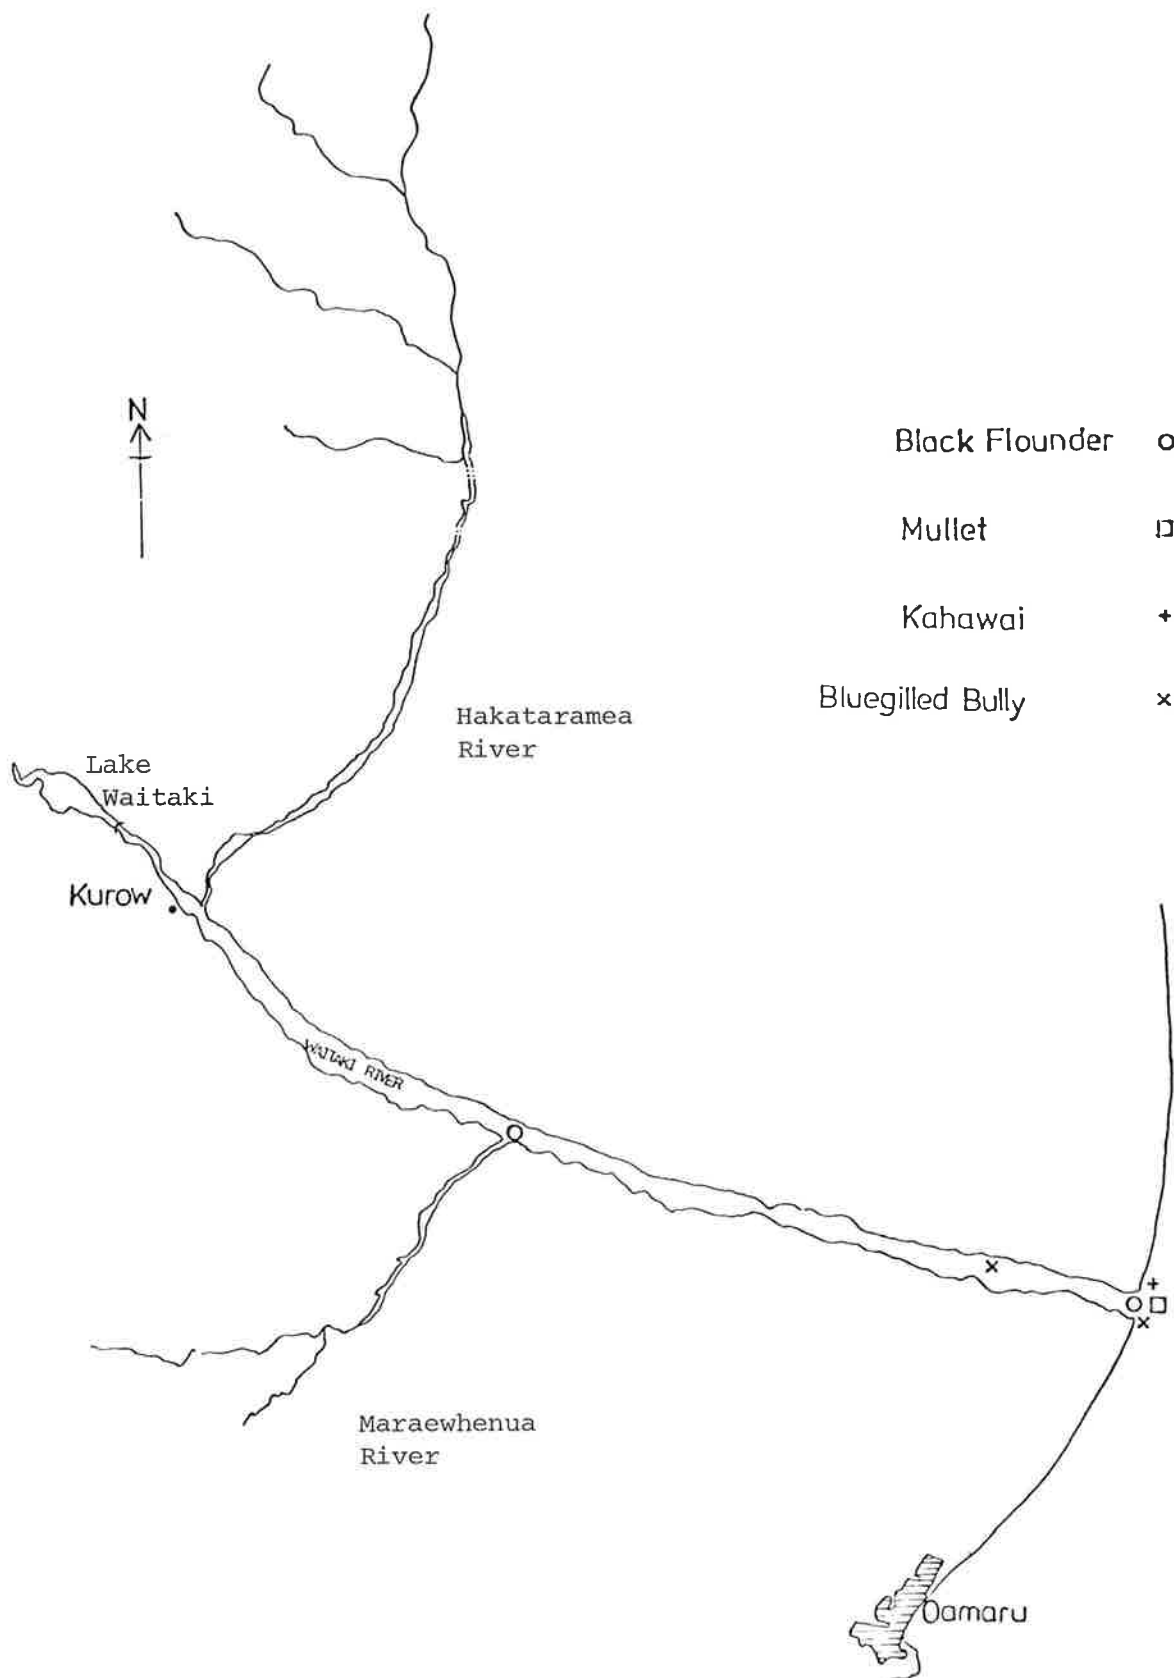 N
Black Flounder
Mullet
Kahawai
Bluegilled Bully
Hakataramea
River
Lake
Waitaki
Kurow
WAITAKI RIVER
Maraewhenua
River
Oamaru